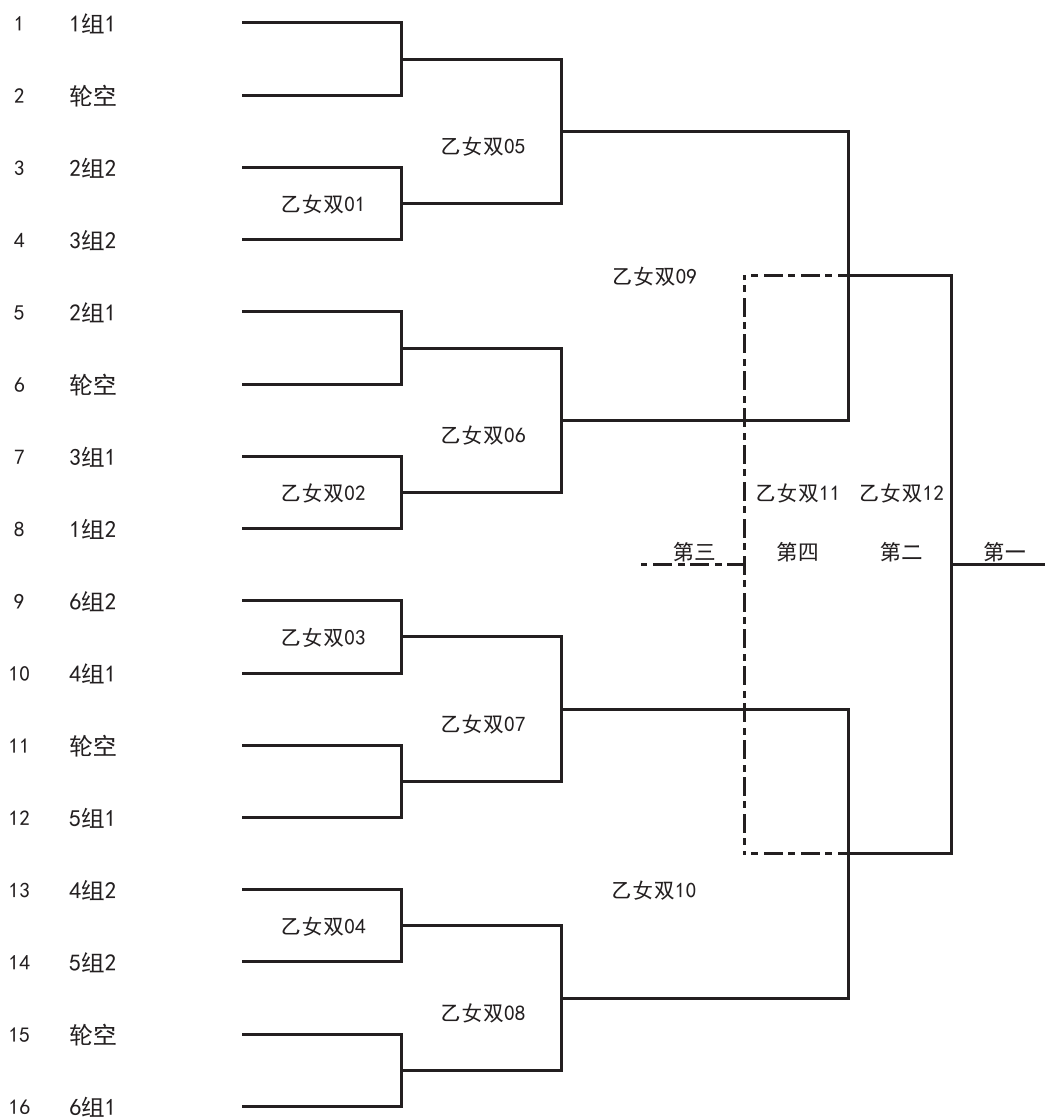 1 1组1
2 轮空
乙女双05
3 2组2
乙女双01
4 3组2
乙女双09
5 2组1
6 轮空
乙女双06
7 3组1
乙女双02 乙女双11 乙女双12
8 1组2
第三 第四 第二 第一
9 6组2
乙女双03
10 4组1
乙女双07
11 轮空
12 5组1
13 4组2 乙女双10
乙女双04
14 5组2
乙女双08
15 轮空
16 6组1